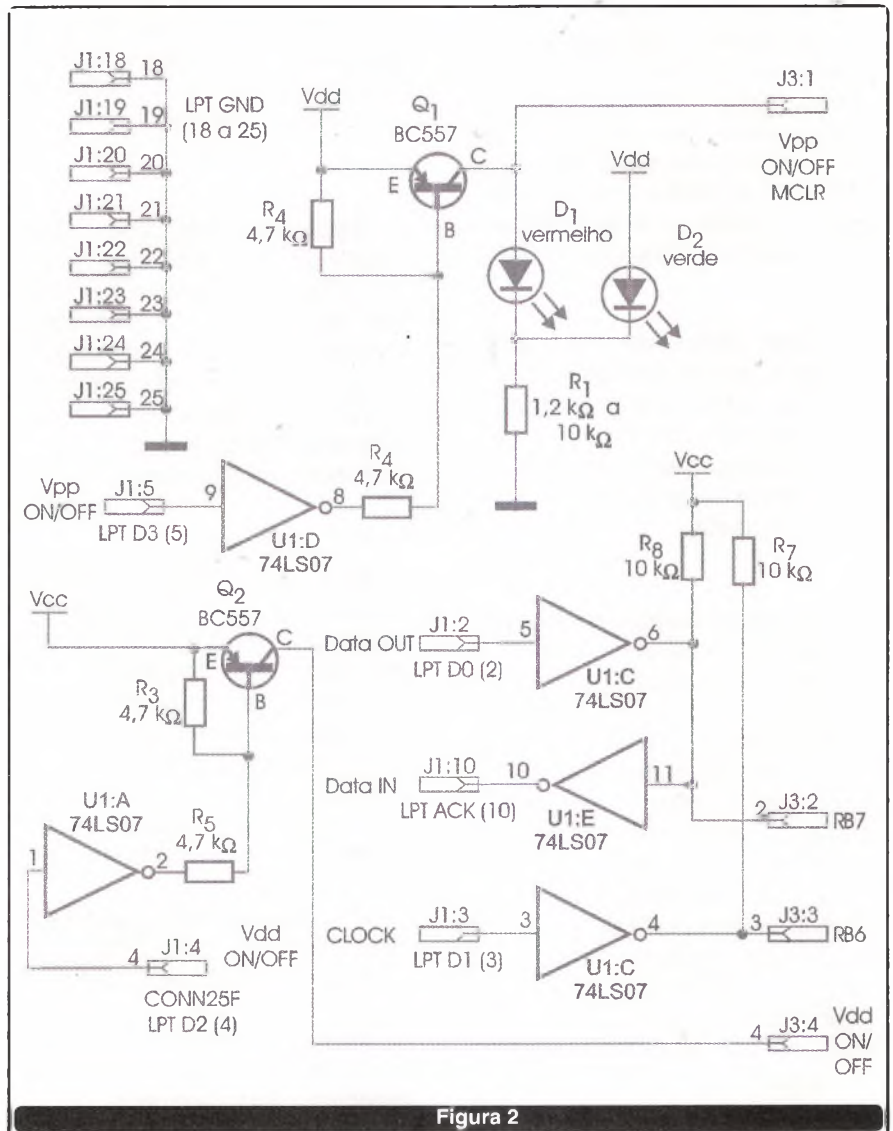 J1:18 18
J1:19 19
J1:20 20
J1:21 21
J1:22 22
J1:23 23
J1:24 24
J1:25 25
LPT GND
(18 a 25)
Vdd
Q1
BC557
E
C
B
R4
4,7 kΩ
J3:1
Vpp
ON/OFF
MCLR
Vdd
D1
vermelho
D2
verde
R1
1,2 kΩ a
10 kΩ
Vpp
ON/OFF
J1:5
LPT D3 (5)
9
8
U1:D
74LS07
R4
4,7 kΩ
Vcc
R8
10 kΩ
R7
10 kΩ
Vcc
Q2
BC557
E
C
B
R3
4,7 kΩ
Data OUT
J1:2
LPT D0 (2)
5
6
U1:C
74LS07
Data IN
J1:10
LPT ACK (10)
10
11
U1:E
74LS07
2 J3:2 RB7
U1:A
74LS07
1
2
R5
4,7 kΩ
CLOCK
J1:3
LPT D1 (3)
3
4
U1:C
74LS07
3 J3:3 RB6
4 J1:4
Vdd
ON/OFF
CONN25F
LPT D2 (4)
4 J3:4
Vdd
ON/
OFF
Figura 2